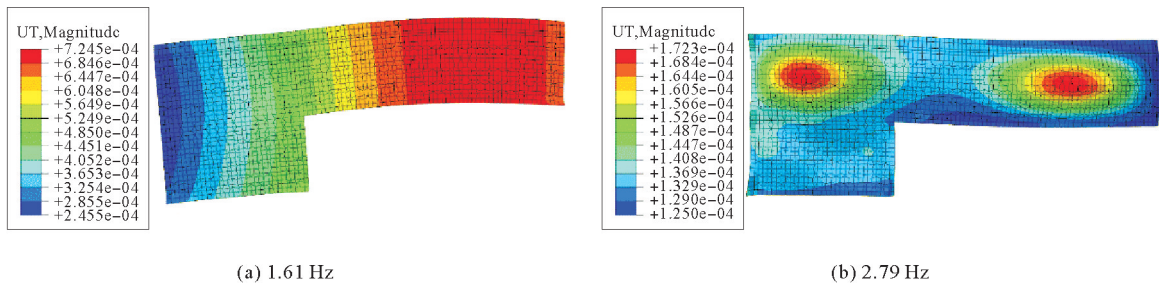 UT,Magnitudc
+7.245e−04
+6.846e−04
+6.447e−04
+6.048e−04
+5.649e−04
+5.249e−04
+4.850e−04
+4.451e−04
+4.052e−04
+3.653e−04
+3.254e−04
+2.855e−04
+2.455e−04
(a) 1.61 Hz
UT,Magnitudc
+1.723e−04
+1.684e−04
+1.644e−04
+1.605e−04
+1.566e−04
+1.526e−04
+1.487e−04
+1.447e−04
+1.408e−04
+1.369e−04
+1.329e−04
+1.290e−04
+1.250e−04
(b) 2.79 Hz